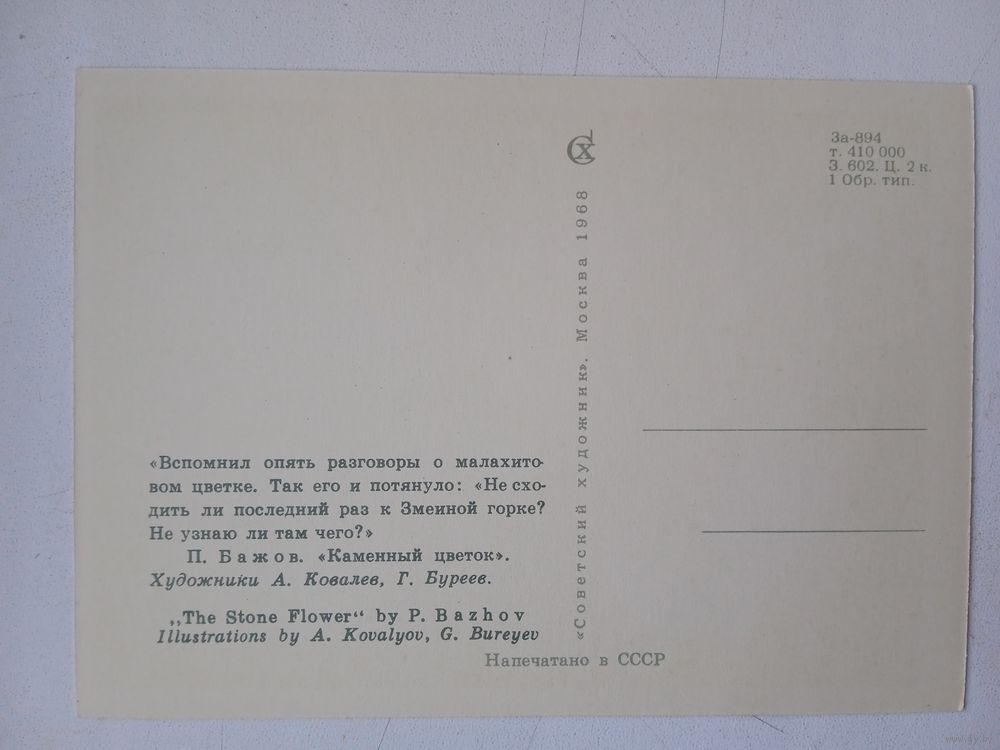 «Вспомнил опять разговоры о малахито-
вом цветке. Так его и потянуло: «Не схо-
дить ли последний раз к Змеиной горке?
Не узнаю ли там чего?»
П. Бажов. «Каменный цветок».
Художники А. Ковалев, Г. Буреев.
„The Stone Flower“ by P. Bazhov
Illustrations by A. Kovalyov, G. Bureyev
Напечатано в СССР
«Советский художник». Москва 1968
СХ
За-894
т. 410 000
З. 602. Ц. 2 к.
1 Обр. тип.